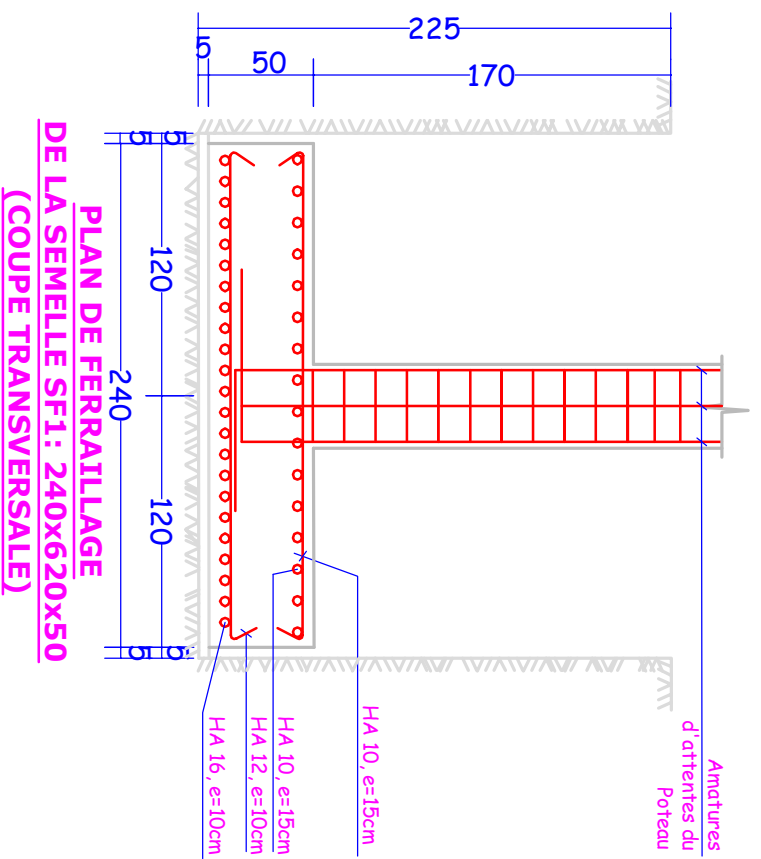 225
5
50
170
5
5
120
240
120
5
5
Amatures
d'attentes du
Poteau
HA 10, e=15cm
HA 10, e=15cm
HA 12, e=10cm
HA 16, e=10cm
PLAN DE FERRAILLAGE
DE LA SEMELLE SF1: 240x620x50
(COUPE TRANSVERSALE)